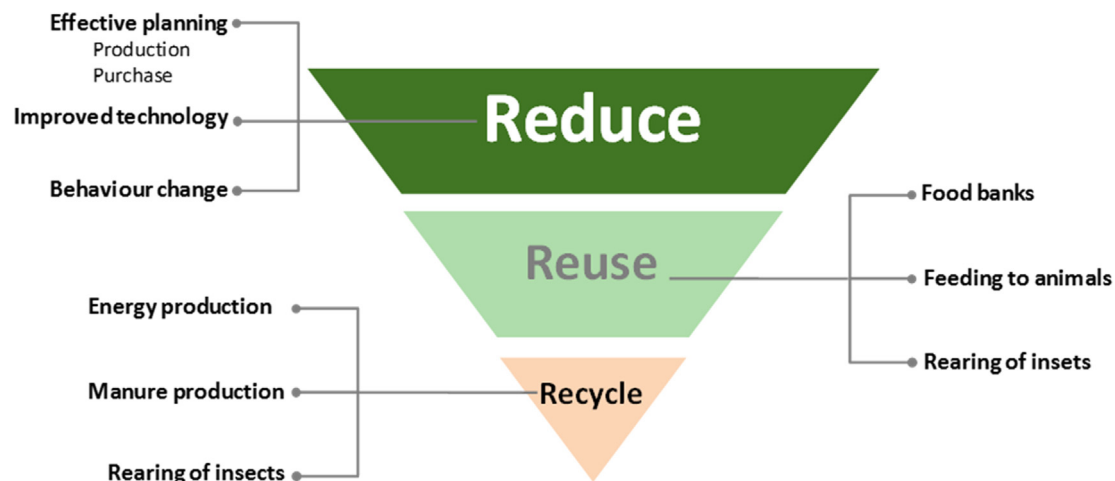 Effective planning
Production
Purchase
Improved technology
Behaviour change
Reduce
Reuse
Food banks
Feeding to animals
Rearing of insets
Energy production
Manure production
Rearing of insects
Recycle